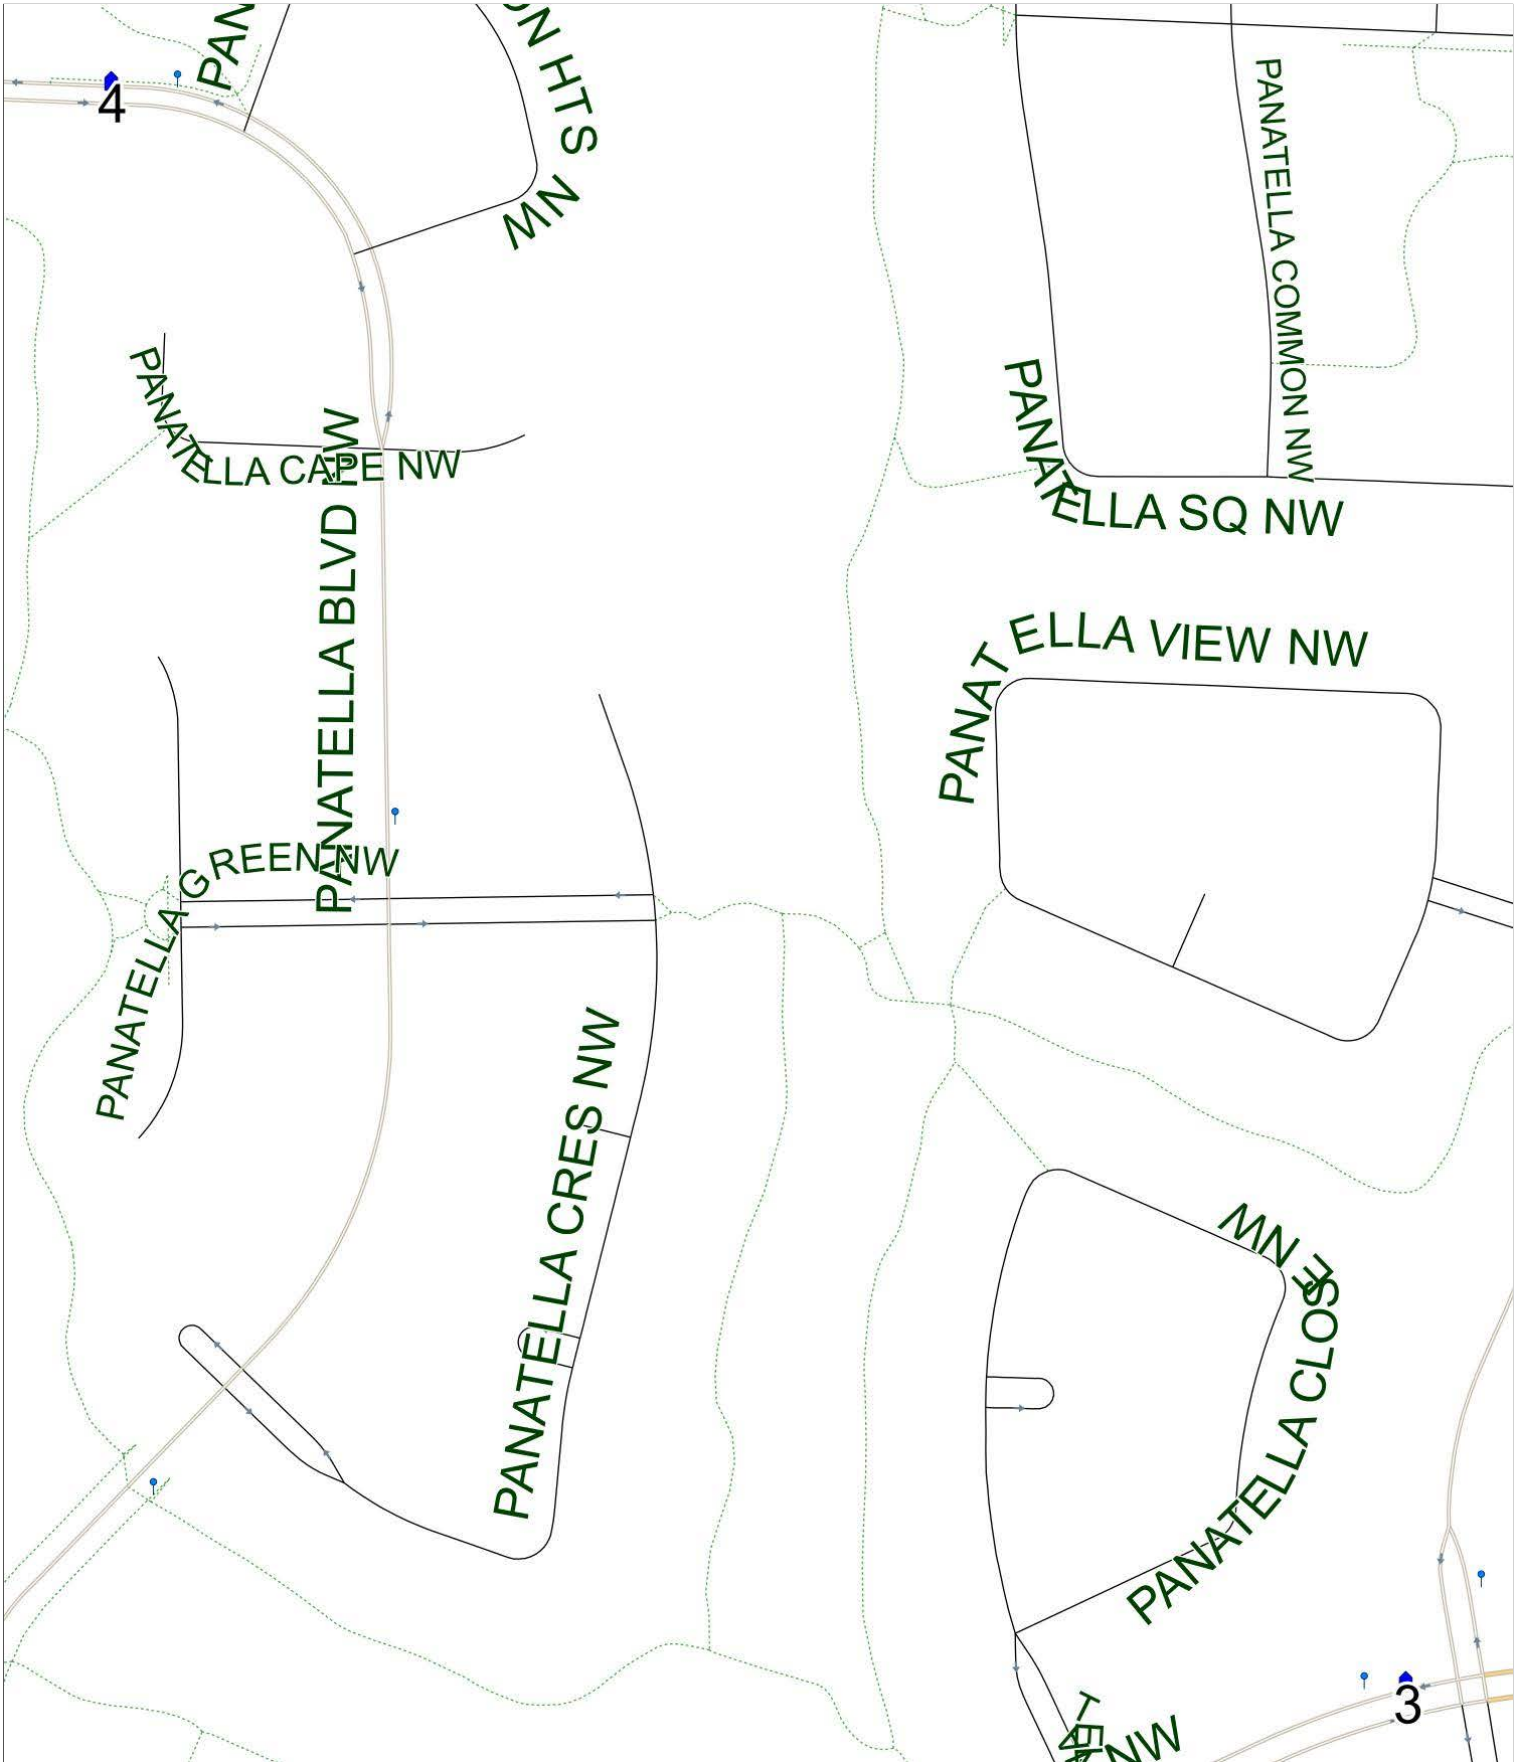 PAN
ON HTS NW
4
PANATELLA COMMON NW
PANATELLA CAPE NW
PANATELLA BLVD NW
PANATELLA SQ NW
PANATELLA VIEW NW
PANATELLA GREEN NW
PANATELLA CRES NW
PANATELLA CLOSE NW
3
NW